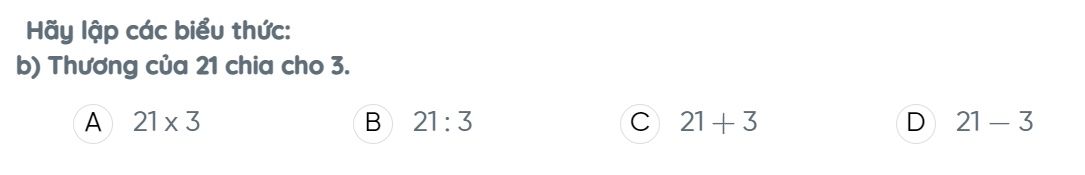 Hãy lập các biểu thức:
b) Thương của 21 chia cho 3.
A 21 x 3 B 21 : 3 C 21 + 3 D 21 − 3